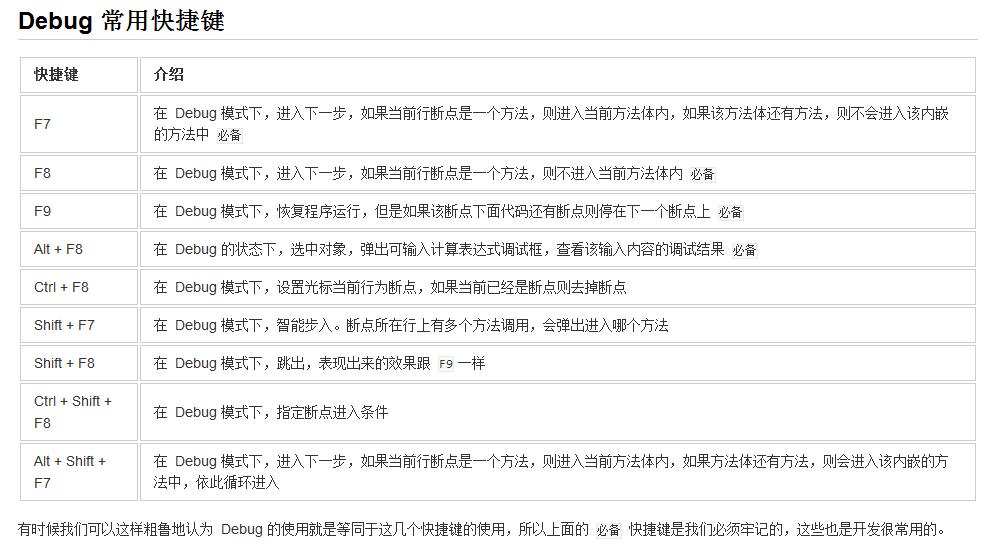 Debug 常用快捷键
快捷键 介绍
F7 在 Debug 模式下，进入下一步，如果当前行断点是一个方法，则进入当前方法体内，如果该方法体还有方法，则不会进入该内嵌
的方法中 必备
F8 在 Debug 模式下，进入下一步，如果当前行断点是一个方法，则不进入当前方法体内 必备
F9 在 Debug 模式下，恢复程序运行，但是如果该断点下面代码还有断点则停在下一个断点上 必备
Alt + F8 在 Debug 的状态下，选中对象，弹出可输入计算表达式调试框，查看该输入内容的调试结果 必备
Ctrl + F8 在 Debug 模式下，设置光标当前行为断点，如果当前已经是断点则去掉断点
Shift + F7 在 Debug 模式下，智能步入。断点所在行上有多个方法调用，会弹出进入哪个方法
Shift + F8 在 Debug 模式下，跳出，表现出来的效果跟 F9 一样
Ctrl + Shift +
F8 在 Debug 模式下，指定断点进入条件
Alt + Shift + 在 Debug 模式下，进入下一步，如果当前行断点是一个方法，则进入当前方法体内，如果方法体还有方法，则会进入该内嵌的方
F7 法中，依此循环进入
有时候我们可以这样粗鲁地认为 Debug 的使用就是等同于这几个快捷键的使用，所以上面的 必备 快捷键是我们必须牢记的，这些也是开发很常用的。